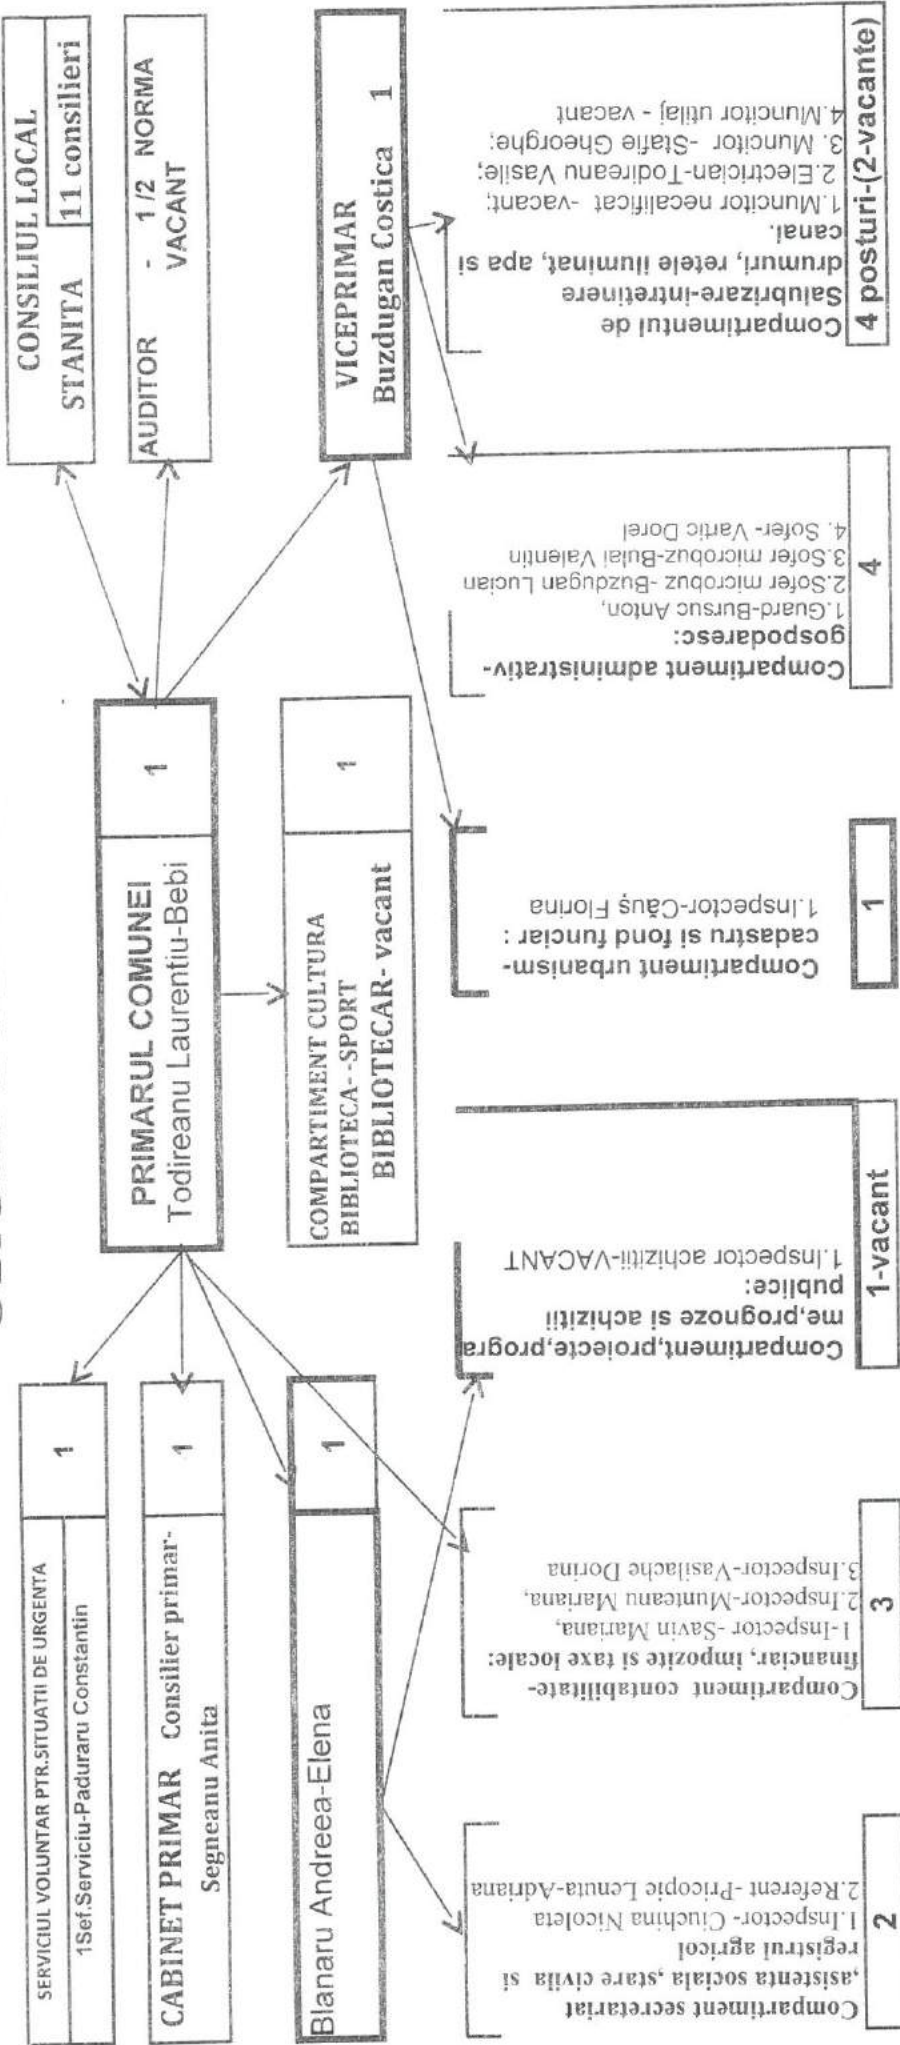 CONSILIUL LOCAL
STANITA
11 consilieri
AUDITOR - 1/2 NORMA
VACANT
PRIMARUL COMUNEI
Todireanu Laurentiu-Bebi
1
VICEPRIMAR
Buzdugan Costica 1
COMPARTIMENT CULTURA
BIBLIOTECA- -SPORT
BIBLIOTECAR- vacant
1
SERVICIUL VOLUNTAR PTR.SITUATII DE URGENTA
1Sef.Serviciu-Paduraru Constantin
1
CABINET PRIMAR Consilier primar-
Segneanu Anita
1
Blanaru Andreea-Elena
1
Compartiment secretariat
,asistenta sociala ,stare civila si
registrul agricol
1.Inspector- Ciuchina Nicoleta
2.Referent -Pricopic Lenuta-Adriana
2
Compartiment contabilitate-
financiar, impozite si taxe locale:
1-Inspector -Savin Mariana,
2.Inspector-Munteanu Mariana,
3.Inspector-Vasilache Dorina
3
Compartiment,proiecte,progra
me,prognoze si achizitii
publice:
1.Inspector achizitii-VACANT
1-vacant
Compartiment urbanism-
cadastru si fond funciar :
1.Inspector-Căuş Florina
1
Compartiment administrativ-
gospodaresc:
1.Guard-Bursuc Anton,
2.Sofer microbuz -Buzdugan Lucian
3.Sofer microbuz-Bulai Valentin
4. Sofer- Vartic Dorel
4
Compartimentul de
Salubrizare-intretinere
drumuri, rețele iluminat, apa si
canal.
1.Muncitor necalificat -vacant;
2.Electrician-Todireanu Vasile;
3. Muncitor -Stafie Gheorghe;
4.Muncitor utilaj - vacant
4 posturi-(2-vacante)